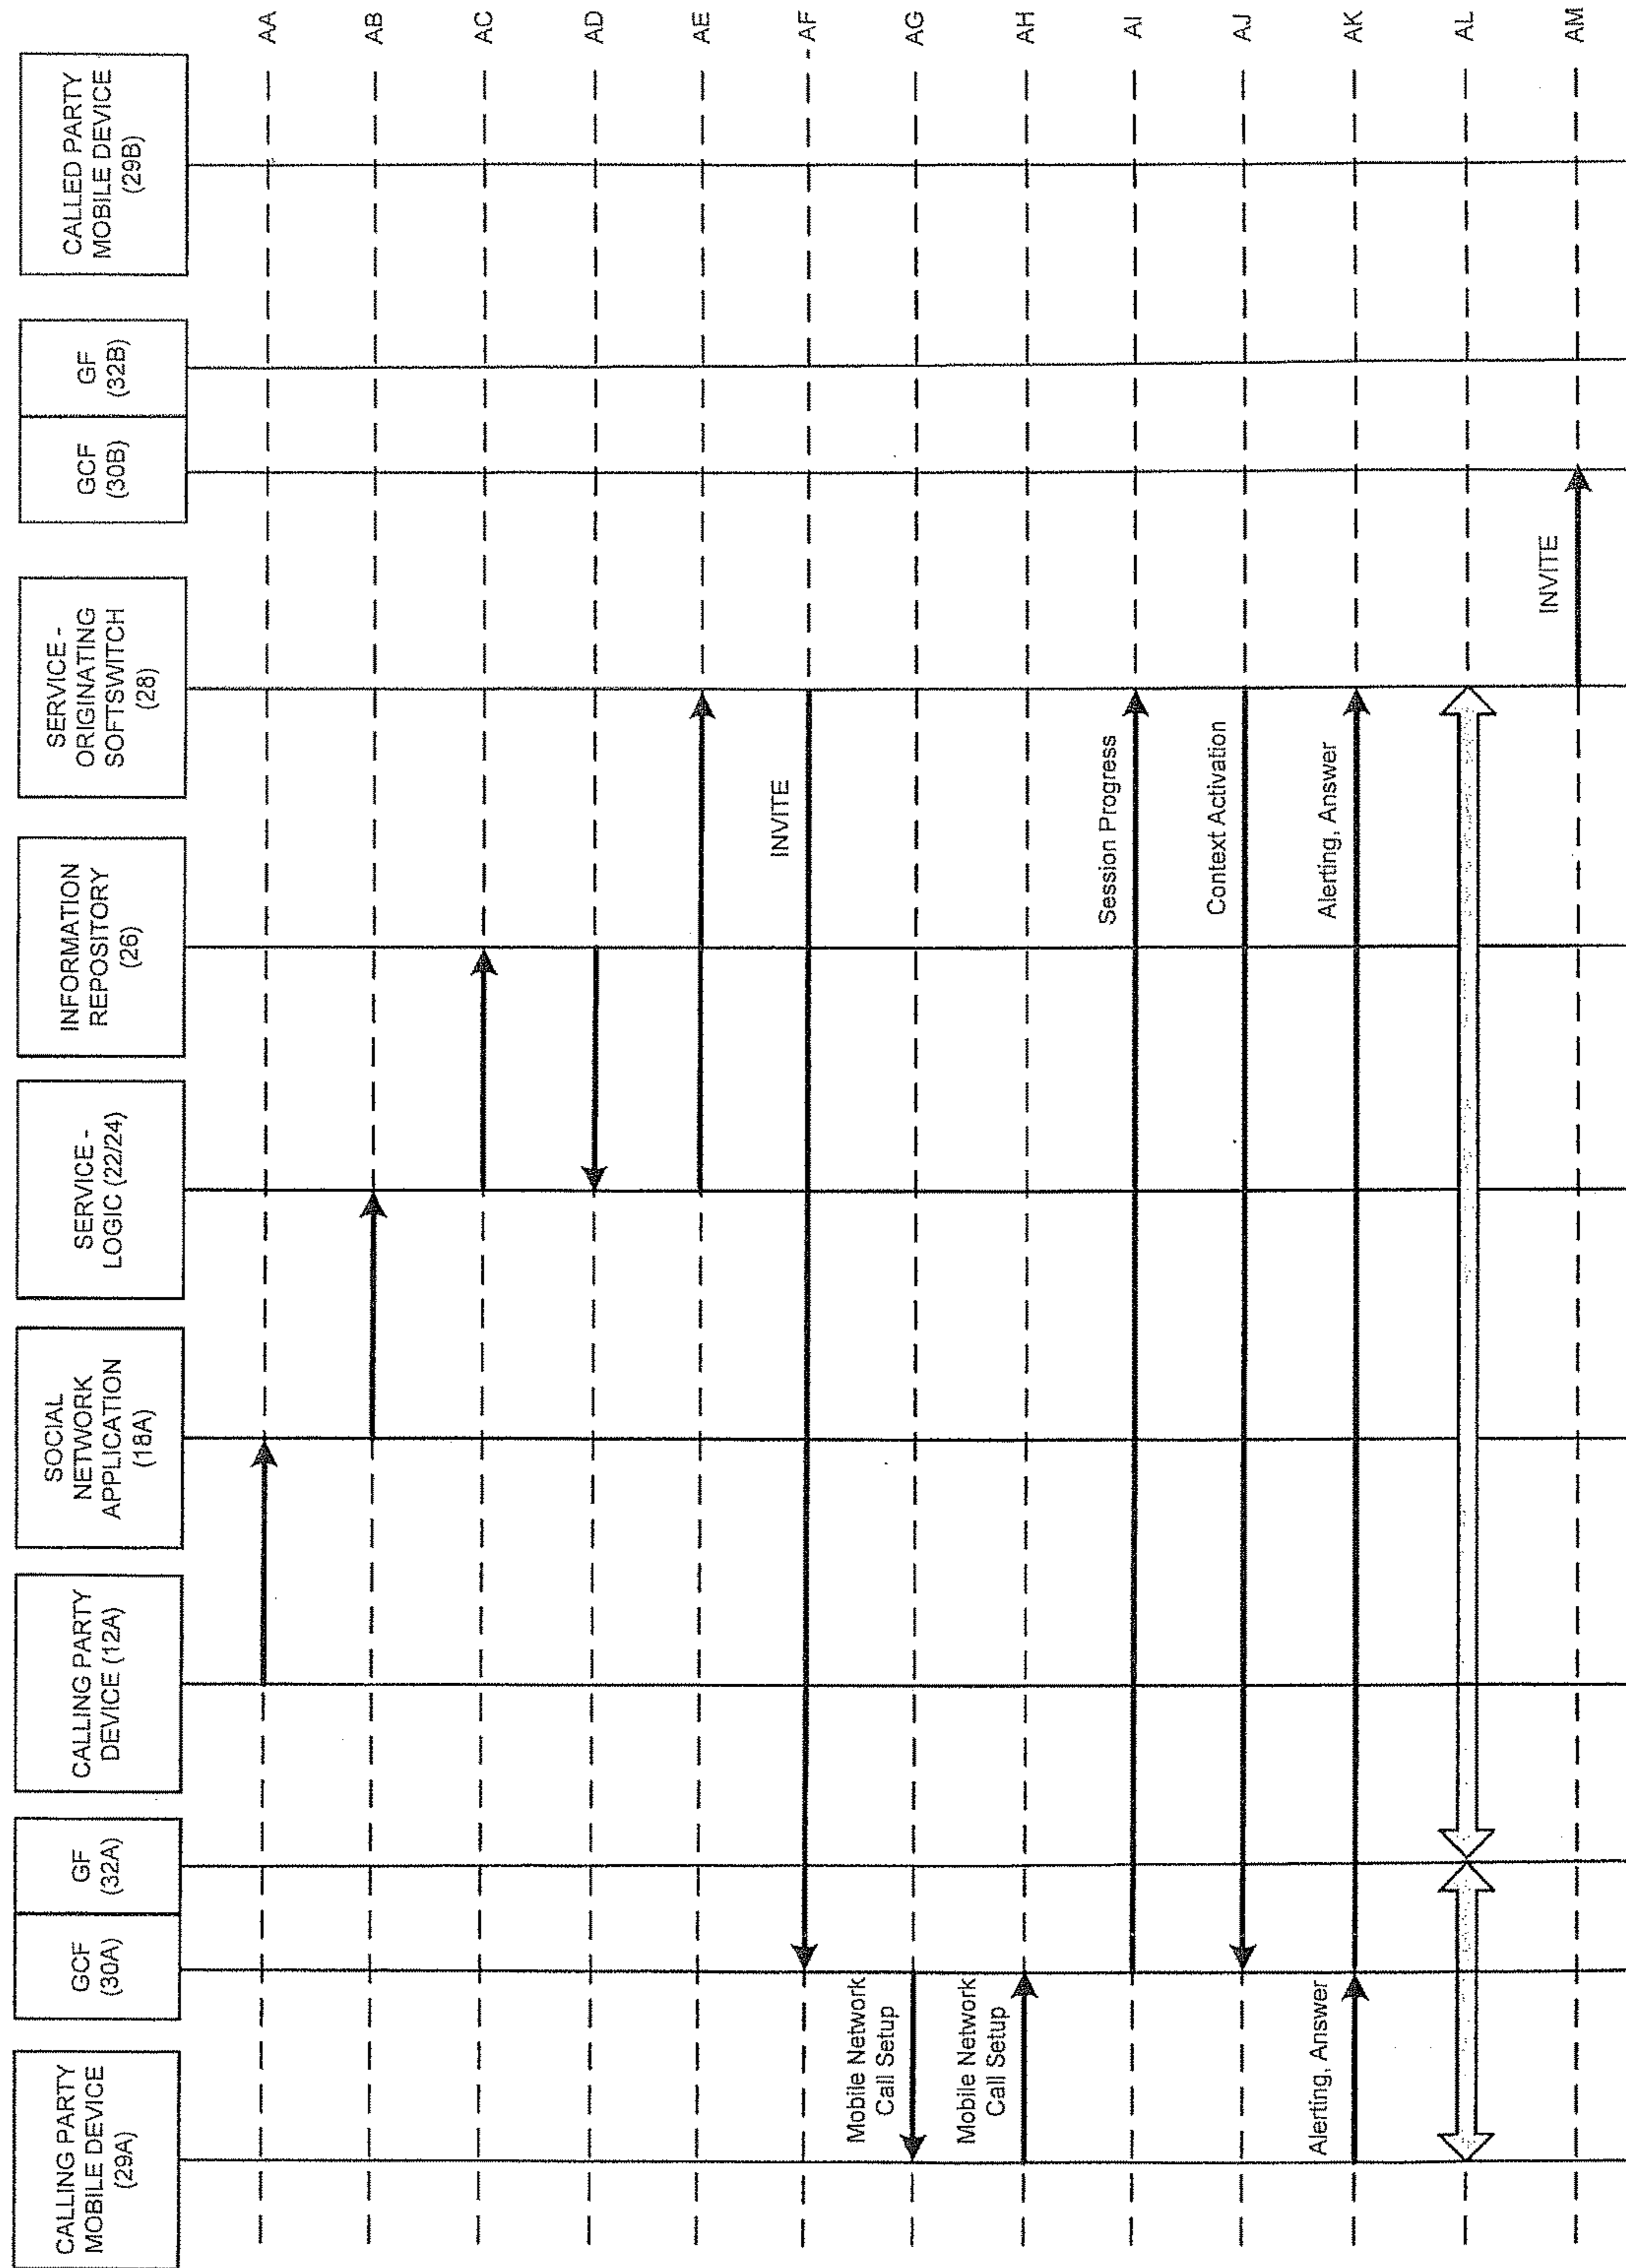 CALLING PARTY
MOBILE DEVICE
(29A)
GCF
(30A)
GF
(32A)
CALLING PARTY
DEVICE (12A)
SOCIAL
NETWORK
APPLICATION
(18A)
SERVICE -
LOGIC (22/24)
INFORMATION
REPOSITORY
(26)
SERVICE -
ORIGINATING
SOFTSWITCH
(28)
GCF
(30B)
GF
(32B)
CALLED PARTY
MOBILE DEVICE
(29B)
AA
AB
AC
AD
AE
INVITE
AF
Mobile Network
Call Setup
AG
Mobile Network
Call Setup
AH
Session Progress
AI
Context Activation
AJ
Alerting, Answer
Alerting, Answer
AK
AL
INVITE
AM